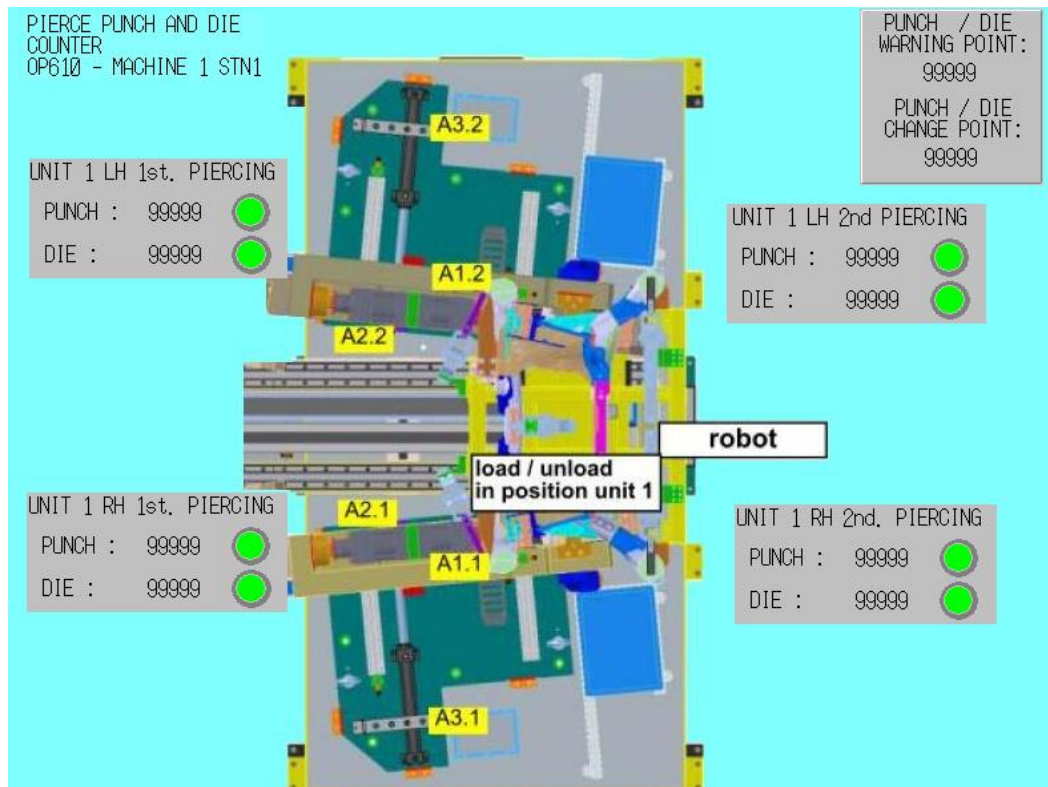 PIERCE PUNCH AND DIE
COUNTER
OP610 - MACHINE 1 STN1
PUNCH / DIE
WARNING POINT:
99999
PUNCH / DIE
CHANGE POINT:
99999
A3.2
UNIT 1 LH 1st. PIERCING
PUNCH : 99999
DIE : 99999
UNIT 1 LH 2nd PIERCING
PUNCH : 99999
DIE : 99999
A1.2
A2.2
robot
load / unload
in position unit 1
UNIT 1 RH 1st. PIERCING
PUNCH : 99999
DIE : 99999
A2.1
A1.1
UNIT 1 RH 2nd. PIERCING
PUNCH : 99999
DIE : 99999
A3.1